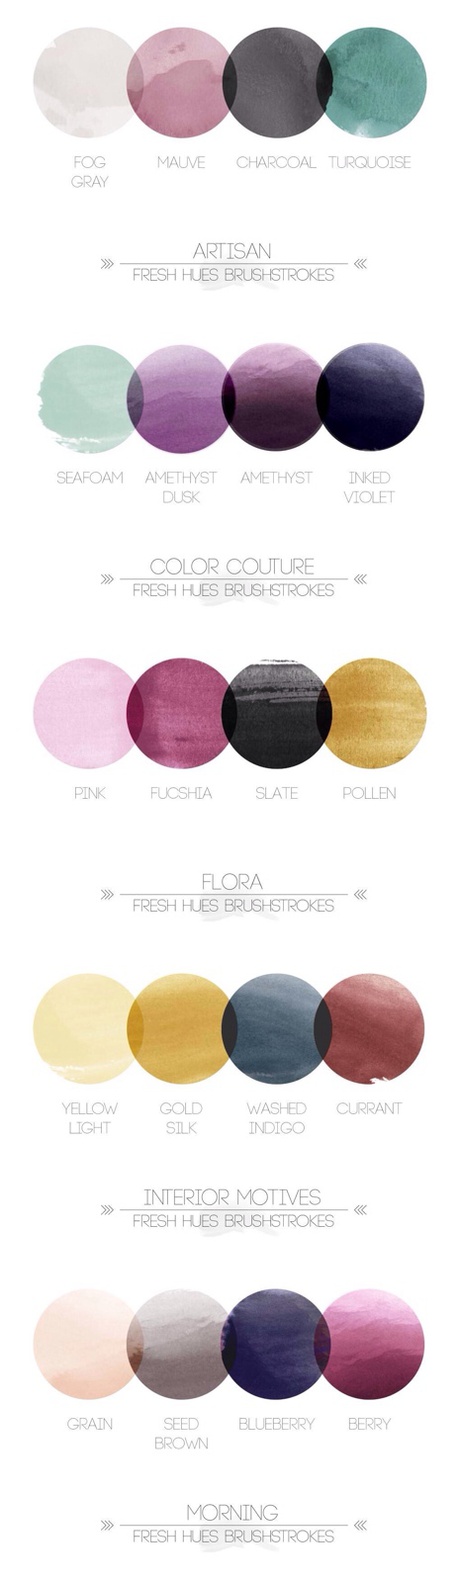 FOG MAUVE CHARCOAL TURQUOISE
GRAY
ARTISAN
FRESH HUES BRUSHSTROKES
SEAFOAM AMETHYST AMETHYST INKED
DUSK VIOLET
COLOR COUTURE
FRESH HUES BRUSHSTROKES
PINK FUCSHIA SLATE POLLEN
FLORA
FRESH HUES BRUSHSTROKES
YELLOW GOLD WASHED CURRANT
LIGHT SILK INDIGO
INTERIOR MOTIVES
FRESH HUES BRUSHSTROKES
GRAIN SEED BLUEBERRY BERRY
BROWN
MORNING
FRESH HUES BRUSHSTROKES